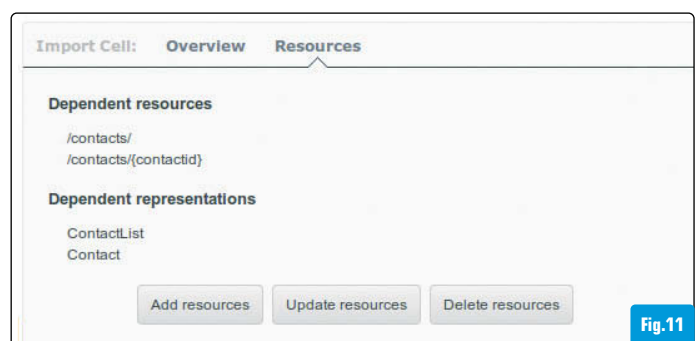 Import Cell: Overview Resources
Dependent resources
/contacts/
/contacts/{contactid}
Dependent representations
ContactList
Contact
Add resources Update resources Delete resources
Fig.11